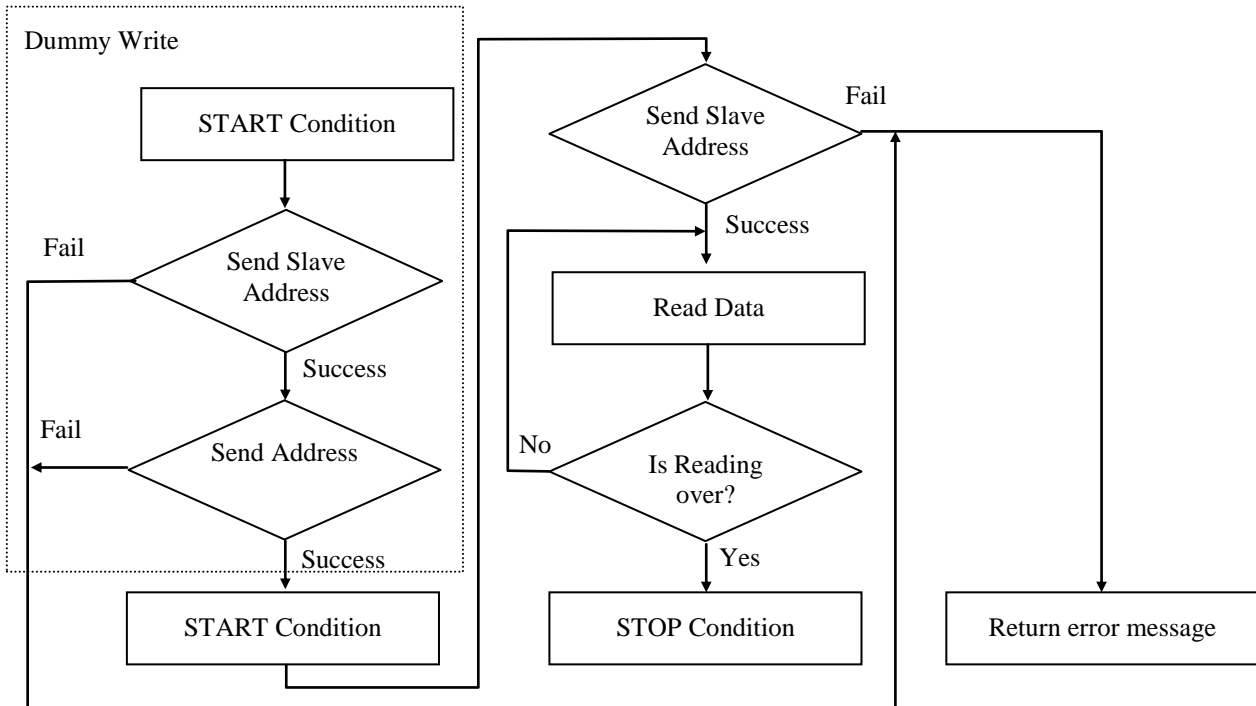 Dummy Write
START Condition
Fail
Send Slave
Address
Success
Fail
Send Address
Success
START Condition
Send Slave
Address
Fail
Success
Read Data
No
Is Reading
over?
Yes
STOP Condition
Return error message